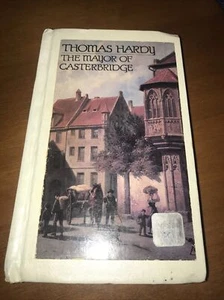 THOMAS HARDY
THE MAYOR OF
CASTERBRIDGE